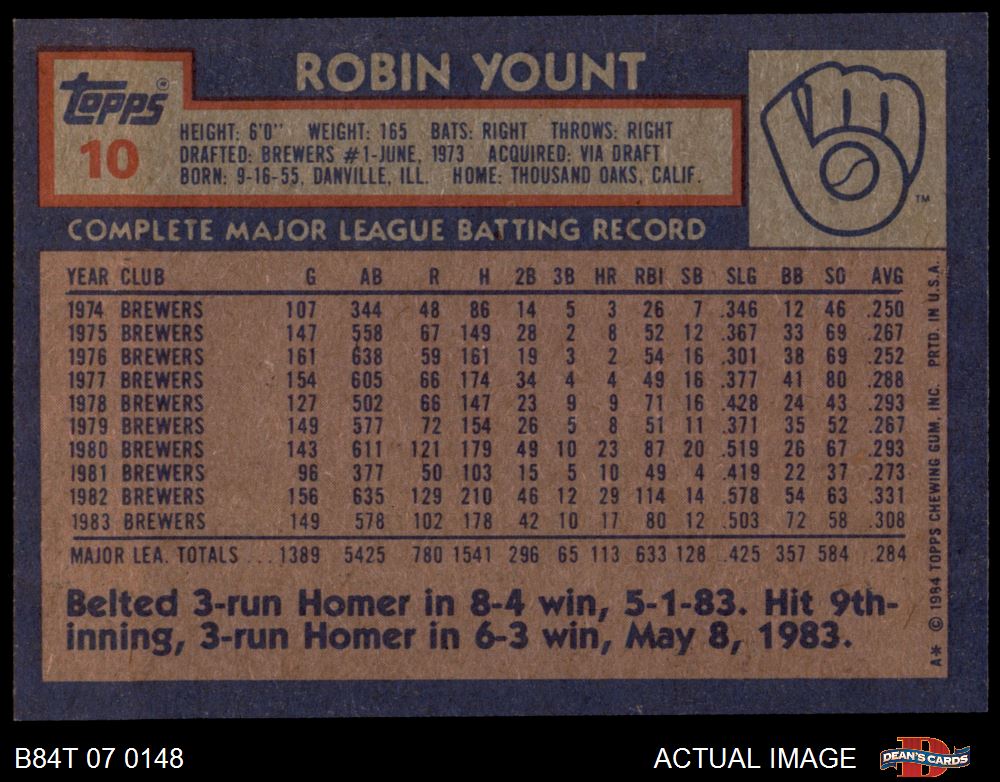 ROBIN YOUNT
Topps®
10
HEIGHT: 6'0" WEIGHT: 165 BATS: RIGHT THROWS: RIGHT
DRAFTED: BREWERS #1-JUNE, 1973 ACQUIRED: VIA DRAFT
BORN: 9-16-55, DANVILLE, ILL. HOME: THOUSAND OAKS, CALIF.
TM
COMPLETE MAJOR LEAGUE BATTING RECORD
YEAR CLUB G AB R H 2B 3B HR RBI SB SLG BB SO AVG
1974 BREWERS 107 344 48 86 14 5 3 26 7 .346 12 46 .250
1975 BREWERS 147 558 67 149 28 2 8 52 12 .367 33 69 .267
1976 BREWERS 161 638 59 161 19 3 2 54 16 .301 38 69 .252
1977 BREWERS 154 605 66 174 34 4 4 49 16 .377 41 80 .288
1978 BREWERS 127 502 66 147 23 9 9 71 16 .428 24 43 .293
1979 BREWERS 149 577 72 154 26 5 8 51 11 .371 35 52 .267
1980 BREWERS 143 611 121 179 49 10 23 87 20 .519 26 67 .293
1981 BREWERS 96 377 50 103 15 5 10 49 4 .419 22 37 .273
1982 BREWERS 156 635 129 210 46 12 29 114 14 .578 54 63 .331
1983 BREWERS 149 578 102 178 42 10 17 80 12 .503 72 58 .308
MAJOR LEA. TOTALS ...1389 5425 780 1541 296 65 113 633 128 .425 357 584 .284
Belted 3-run Homer in 8-4 win, 5-1-83. Hit 9th-
inning, 3-run Homer in 6-3 win, May 8, 1983.
A* © 1984 TOPPS CHEWING GUM, INC. PRTD. IN U.S.A.
B84T 07 0148
ACTUAL IMAGE
DEAN'S CARDS